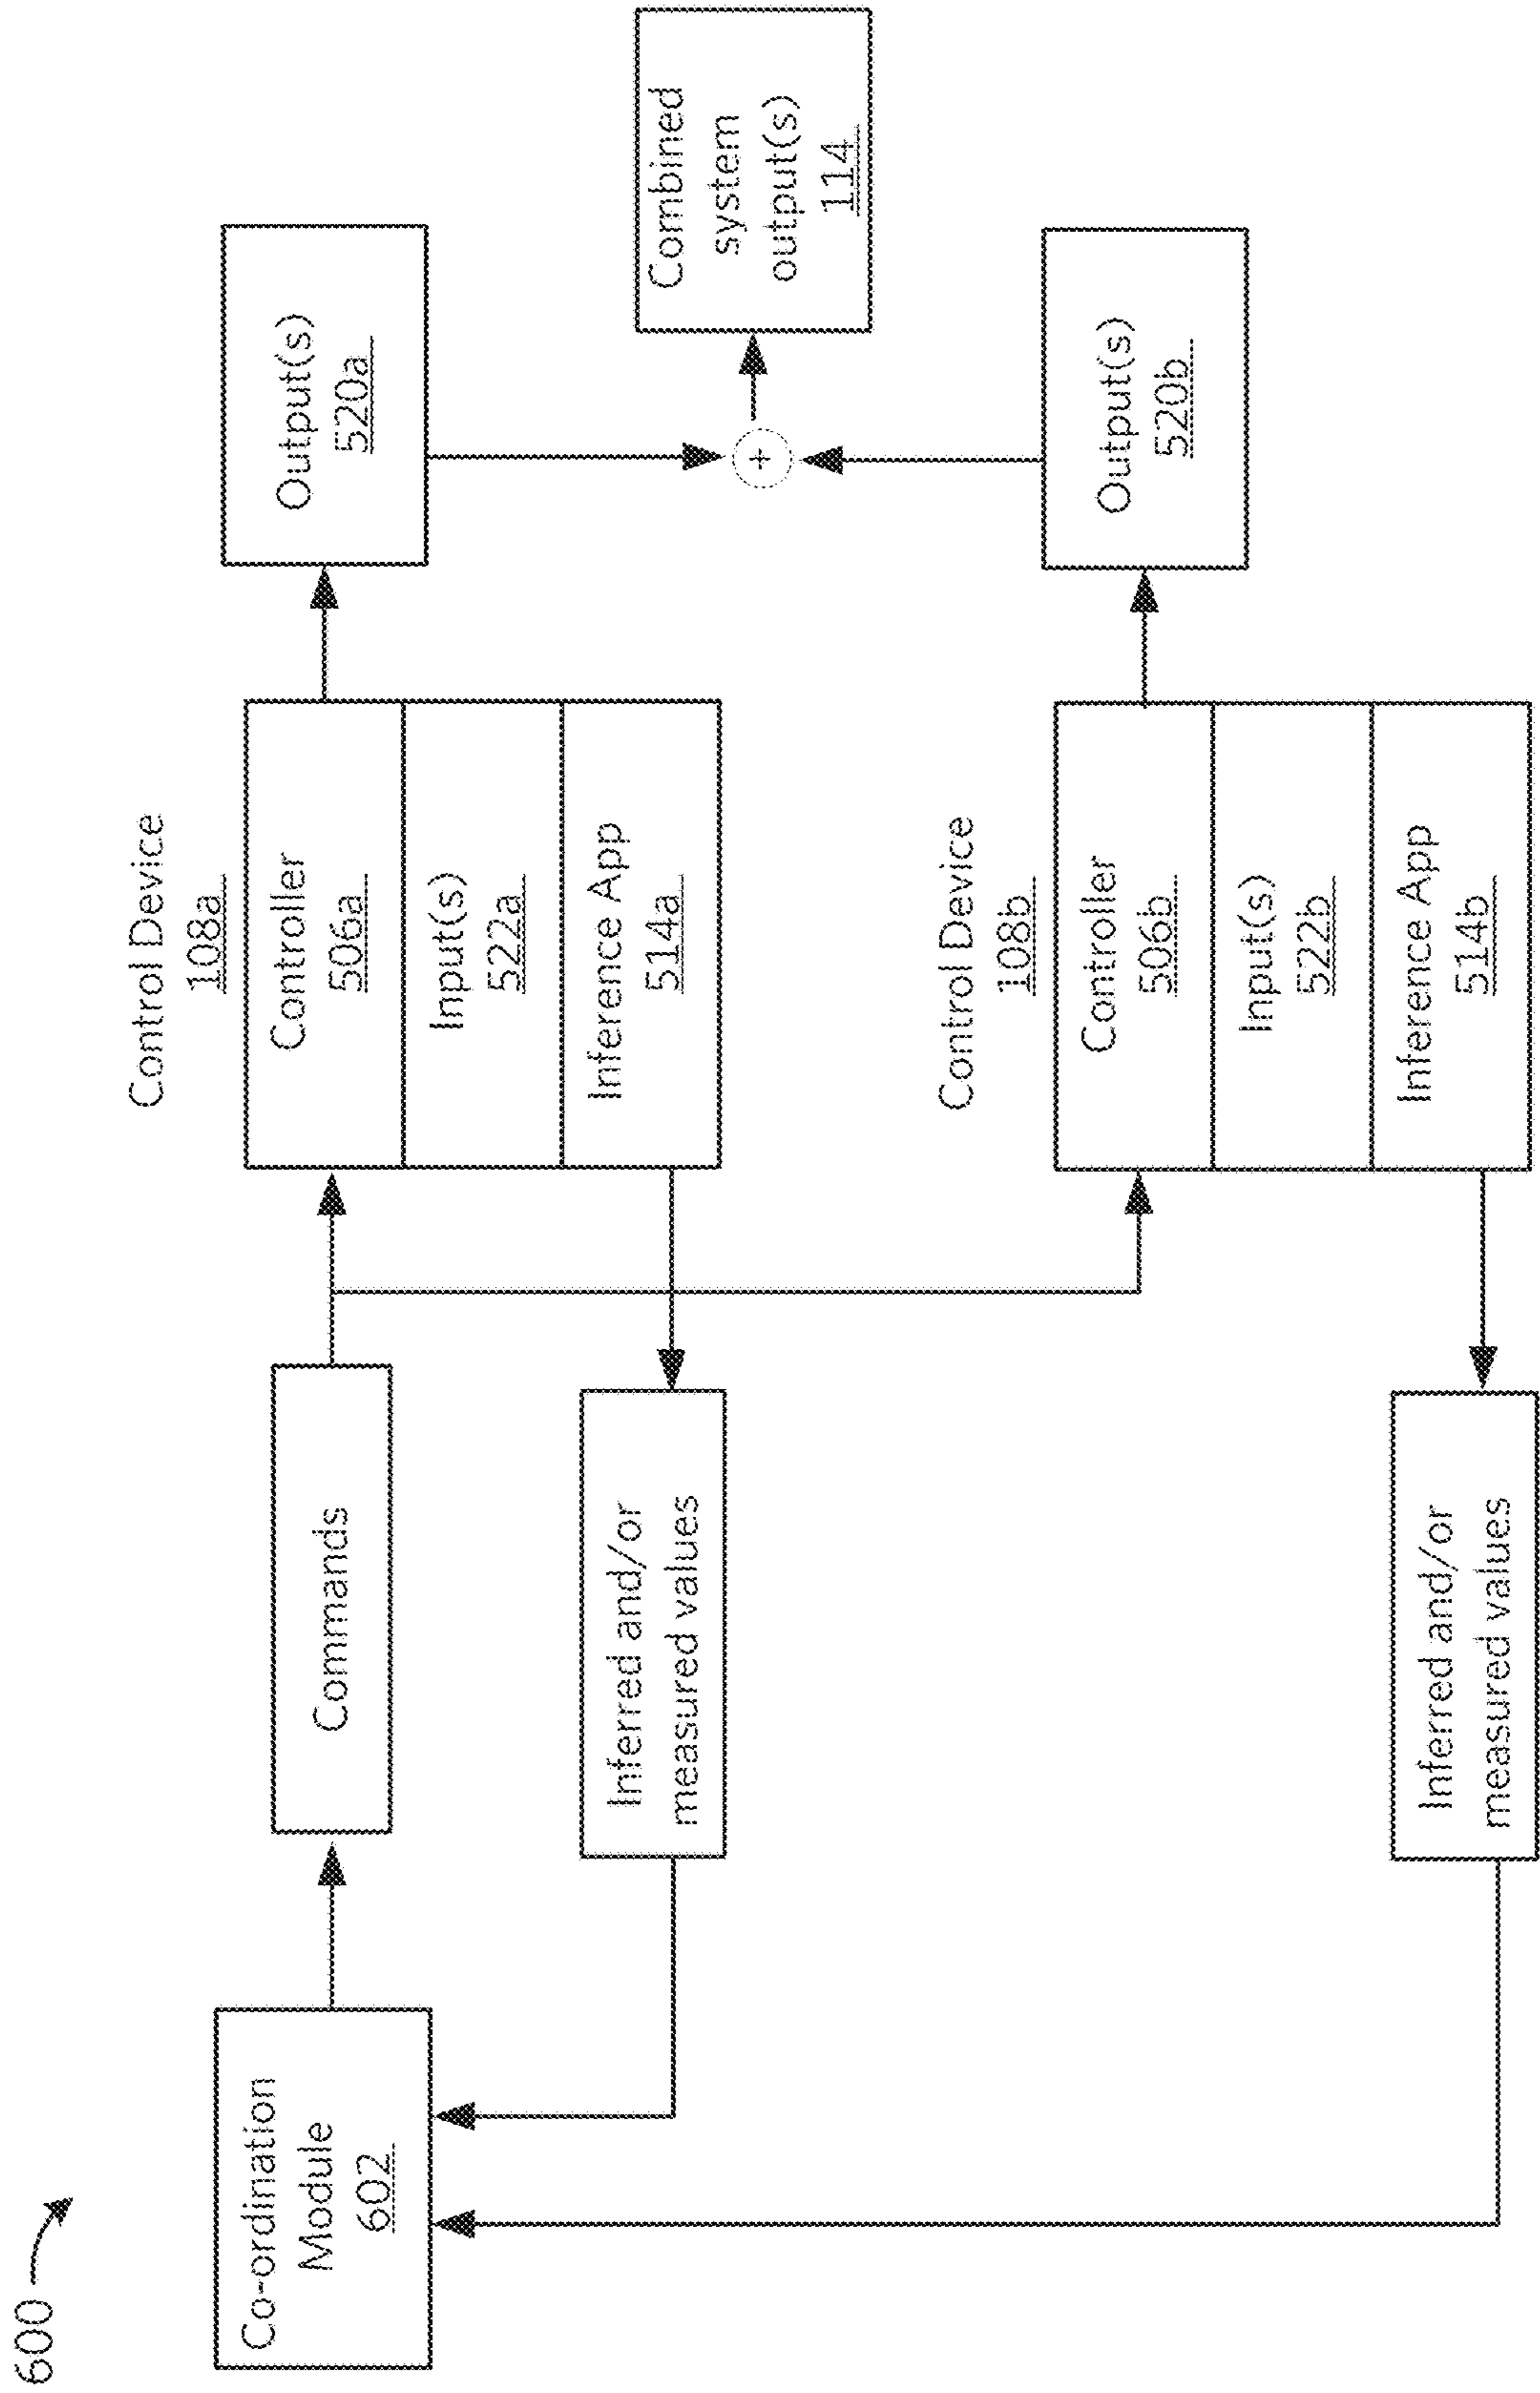 600
Co-ordination
Module
602
Commands
Inferred and/or
measured values
Inferred and/or
measured values
Control Device
108a
Controller
506a
Input(s)
522a
Inference App
514a
Control Device
108b
Controller
506b
Input(s)
522b
Inference App
514b
Output(s)
520a
+
Output(s)
520b
Combined
system
output(s)
114